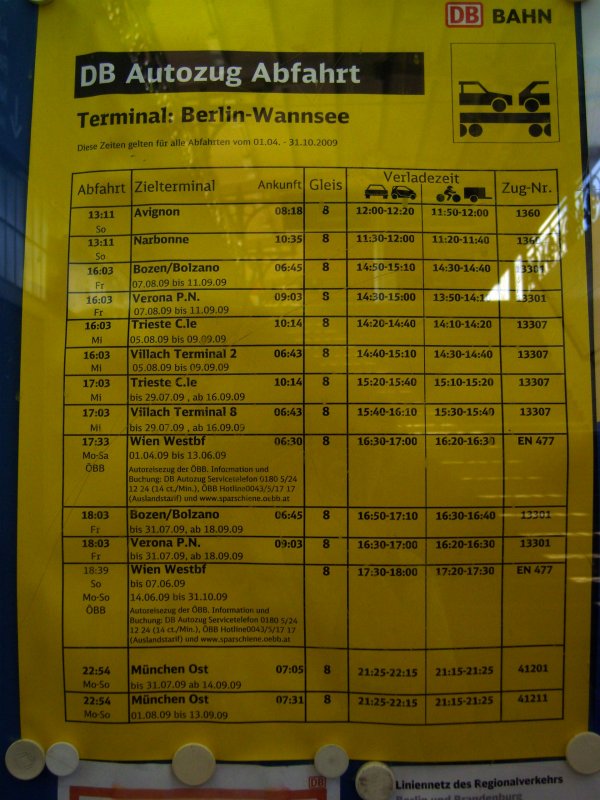 DB BAHN
DB Autozug Abfahrt
Terminal: Berlin-Wannsee
Diese Zeiten gelten für alle Abfahrten vom 01.04. - 31.10.2009
Abfahrt Zielterminal Ankunft Gleis Verladezeit Zug-Nr.
13:11 Avignon 08:18 8 12:00-12:20 11:50-12:00 1360
So
13:11 Narbonne 10:35 8 11:30-12:00 11:20-11:40
So
16:03 Bozen/Bolzano 06:45 8 14:50-15:10 14:30-14:40 13301
Fr 07.08.09 bis 11.09.09
16:03 Verona P.N. 09:03 8 14:30-15:00 13301
Fr 07.08.09 bis 11.09.09
16:03 Trieste C.le 10:14 8 14:20-14:40 14:10-14:20 13307
Mi 05.08.09 bis 09.09.09
16:03 Villach Terminal 2 06:43 8 14:40-15:10 14:30-14:40 13307
Mi 05.08.09 bis 09.09.09
17:03 Trieste C.le 10:14 8 15:20-15:40 15:10-15:20 13307
Mi bis 29.07.09 , ab 16.09.09
17:03 Villach Terminal 8 06:43 8 15:40-16:10 15:30-15:40 13307
Mi bis 29.07.09 , ab 16.09.09
17:33 Wien Westbf 06:30 8 16:30-17:00 16:20-16:30 EN 477
Mo-Sa 01.04.09 bis 13.06.09
ÖBB Autoreisezug der ÖBB. Information und
Buchung: DB Autozug Servicetelefon 0180 5/24
12 24 (14 ct./Min.), ÖBB Hotline0043/5/17 17
(Auslandstarif) und www.sparschiene.oebb.at
18:03 Bozen/Bolzano 06:45 8 16:50-17:10 16:30-16:40 13301
Fr bis 31.07.09, ab 18.09.09
18:03 Verona P.N. 09:03 8 16:30-17:00 16:20-16:30 13301
Fr bis 31.07.09, ab 18.09.09
18:39 Wien Westbf 8 17:30-18:00 17:20-17:30 EN 477
So bis 07.06.09
Mo-So 14.06.09 bis 31.10.09
ÖBB Autoreisezug der ÖBB. Information und
Buchung: DB Autozug Servicetelefon 0180 5/24
12 24 (14 ct./Min.), ÖBB Hotline0043/5/17 17
(Auslandstarif) und www.sparschiene.oebb.at
22:54 München Ost 07:05 8 21:25-22:15 21:15-21:25 41201
Mo-So bis 31.07.09 ab 14.09.09
22:54 München Ost 07:31 8 21:25-22:15 21:15-21:25 41211
Mo-So 01.08.09 bis 13.09.09
DB
Liniennetz des Regionalverkehrs
Berlin und Brandenburg